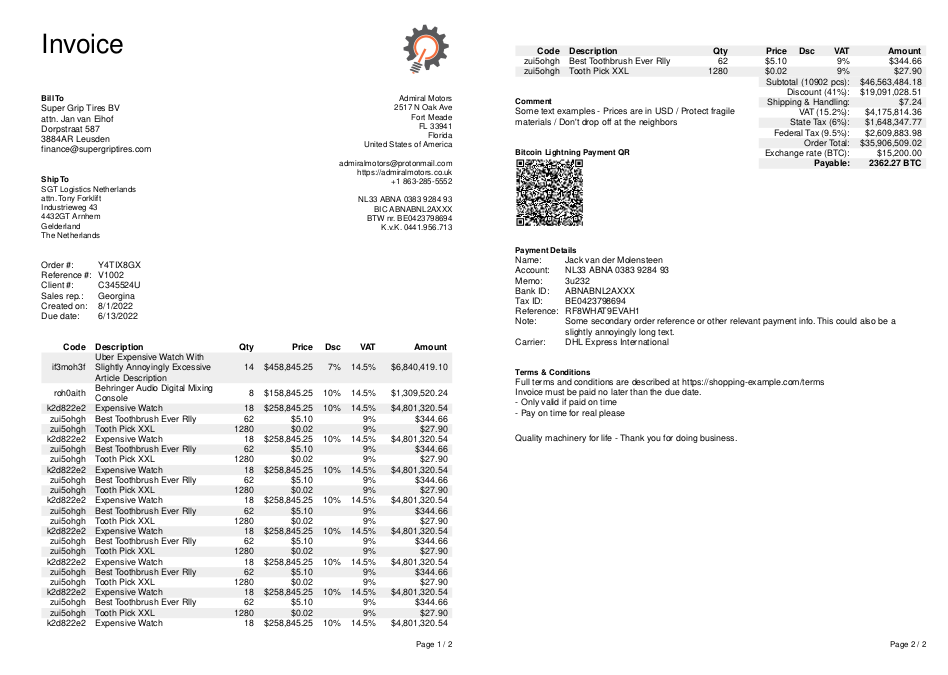 Invoice
Bill To
Super Grip Tires BV
attn. Jan van Eihof
Dorpstraat 587
3884AR Leusden
finance@supergriptires.com
Ship To
SGT Logistics Netherlands
attn. Tony Forklift
Industrieweg 43
4432GT Arnhem
Gelderland
The Netherlands
Admiral Motors
2517 N Oak Ave
Fort Meade
FL 33941
Florida
United States of America
admiralmotors@protonmail.com
https://admiralmotors.co.uk
+1 863-285-5552
NL33 ABNA 0383 9284 93
BIC ABNABNL2AXXX
BTW nr. BE0423798694
K.v.K. 0441.956.713
Order #: Y4TIX8GX
Reference #: V1002
Client #: C345524U
Sales rep.: Georgina
Created on: 8/1/2022
Due date: 6/13/2022
Code Description Qty Price Dsc VAT Amount
Uber Expensive Watch With
if3moh3f Slightly Annoyingly Excessive 14 $458,845.25 7% 14.5% $6,840,419.10
Article Description
roh0aith Behringer Audio Digital Mixing 8 $158,845.25 10% 14.5% $1,309,520.24
Console
k2d822e2 Expensive Watch 18 $258,845.25 10% 14.5% $4,801,320.54
zui5ohgh Best Toothbrush Ever Rlly 62 $5.10 9% $344.66
zui5ohgh Tooth Pick XXL 1280 $0.02 9% $27.90
k2d822e2 Expensive Watch 18 $258,845.25 10% 14.5% $4,801,320.54
zui5ohgh Best Toothbrush Ever Rlly 62 $5.10 9% $344.66
zui5ohgh Tooth Pick XXL 1280 $0.02 9% $27.90
k2d822e2 Expensive Watch 18 $258,845.25 10% 14.5% $4,801,320.54
zui5ohgh Best Toothbrush Ever Rlly 62 $5.10 9% $344.66
zui5ohgh Tooth Pick XXL 1280 $0.02 9% $27.90
k2d822e2 Expensive Watch 18 $258,845.25 10% 14.5% $4,801,320.54
zui5ohgh Best Toothbrush Ever Rlly 62 $5.10 9% $344.66
zui5ohgh Tooth Pick XXL 1280 $0.02 9% $27.90
k2d822e2 Expensive Watch 18 $258,845.25 10% 14.5% $4,801,320.54
zui5ohgh Best Toothbrush Ever Rlly 62 $5.10 9% $344.66
zui5ohgh Tooth Pick XXL 1280 $0.02 9% $27.90
k2d822e2 Expensive Watch 18 $258,845.25 10% 14.5% $4,801,320.54
zui5ohgh Best Toothbrush Ever Rlly 62 $5.10 9% $344.66
zui5ohgh Tooth Pick XXL 1280 $0.02 9% $27.90
k2d822e2 Expensive Watch 18 $258,845.25 10% 14.5% $4,801,320.54
zui5ohgh Best Toothbrush Ever Rlly 62 $5.10 9% $344.66
zui5ohgh Tooth Pick XXL 1280 $0.02 9% $27.90
k2d822e2 Expensive Watch 18 $258,845.25 10% 14.5% $4,801,320.54
Page 1 / 2
Code Description Qty Price Dsc VAT Amount
zui5ohgh Best Toothbrush Ever Rlly 62 $5.10 9% $344.66
zui5ohgh Tooth Pick XXL 1280 $0.02 9% $27.90
Subtotal (10902 pcs): $46,563,484.18
Discount (41%): $19,091,028.51
Shipping & Handling: $7.24
VAT (15.2%): $4,175,814.36
State Tax (6%): $1,648,347.77
Federal Tax (9.5%): $2,609,883.98
Order Total: $35,906,509.02
Exchange rate (BTC): $15,200.00
Payable: 2362.27 BTC
Comment
Some text examples - Prices are in USD / Protect fragile
materials / Don't drop off at the neighbors
Bitcoin Lightning Payment QR
Payment Details
Name: Jack van der Molensteen
Account: NL33 ABNA 0383 9284 93
Memo: 3u232
Bank ID: ABNABNL2AXXX
Tax ID: BE0423798694
Reference: RF8WHAT9EVAH1
Note: Some secondary order reference or other relevant payment info. This could also be a
slightly annoyingly long text.
Carrier: DHL Express International
Terms & Conditions
Full terms and conditions are described at https://shopping-example.com/terms
Invoice must be paid no later than the due date.
- Only valid if paid on time
- Pay on time for real please
Quality machinery for life - Thank you for doing business.
Page 2 / 2